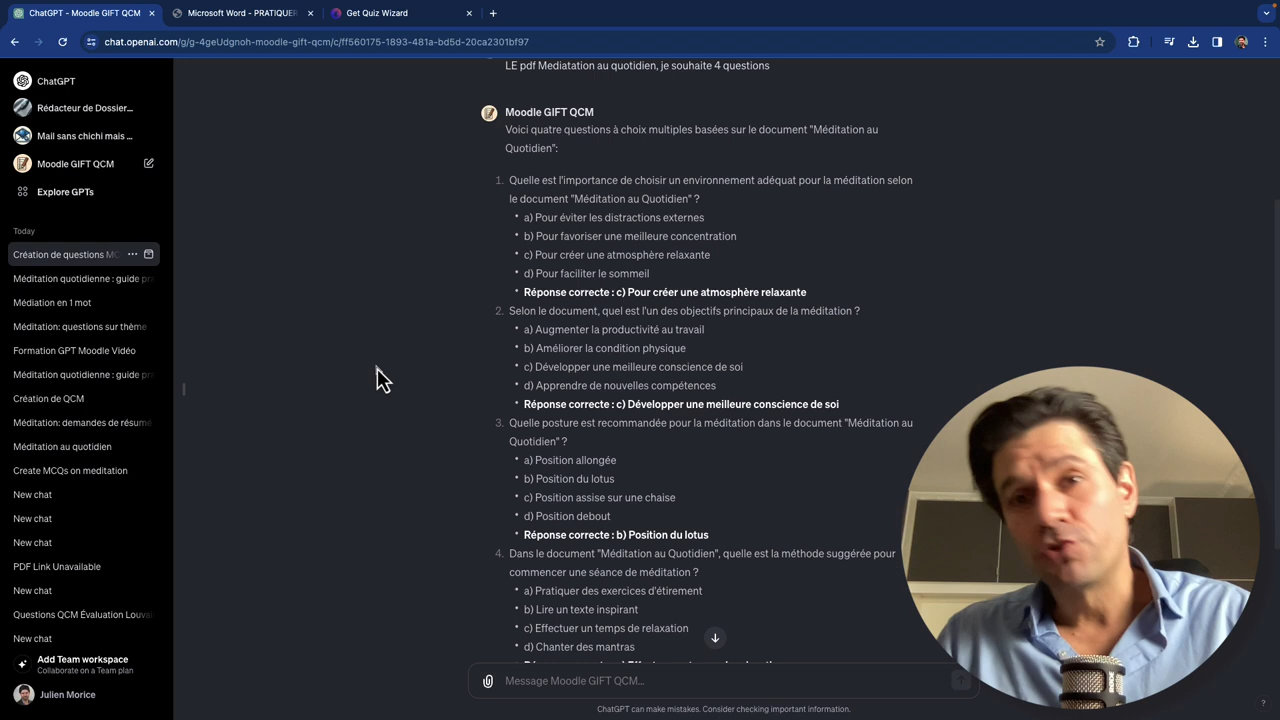 ChatGPT - Moodle GIFT QCM
Microsoft Word - PRATIQUER
Get Quiz Wizard
chat.openai.com/g/g-4geUdgnoh-moodle-gift-qcm/c/ff560175-1893-481a-bd5d-20ca2301bf97
ChatGPT
Rédacteur de Dossier...
Mail sans chichi mais ...
Moodle GIFT QCM
Explore GPTs
Today
Création de questions MC
Méditation quotidienne : guide pra
Médiation en 1 mot
Méditation: questions sur thème
Formation GPT Moodle Vidéo
Méditation quotidienne : guide pra
Création de QCM
Méditation: demandes de résumé
Méditation au quotidien
Create MCQs on meditation
New chat
New chat
New chat
PDF Link Unavailable
New chat
Questions QCM Évaluation Louvai
New chat
Add Team workspace
Collaborate on a Team plan
Julien Morice
LE pdf Mediatation au quotidien, je souhaite 4 questions
Moodle GIFT QCM
Voici quatre questions à choix multiples basées sur le document "Méditation au
Quotidien":
1. Quelle est l'importance de choisir un environnement adéquat pour la méditation selon
le document "Méditation au Quotidien" ?
• a) Pour éviter les distractions externes
• b) Pour favoriser une meilleure concentration
• c) Pour créer une atmosphère relaxante
• d) Pour faciliter le sommeil
• Réponse correcte : c) Pour créer une atmosphère relaxante
2. Selon le document, quel est l'un des objectifs principaux de la méditation ?
• a) Augmenter la productivité au travail
• b) Améliorer la condition physique
• c) Développer une meilleure conscience de soi
• d) Apprendre de nouvelles compétences
• Réponse correcte : c) Développer une meilleure conscience de soi
3. Quelle posture est recommandée pour la méditation dans le document "Méditation au
Quotidien" ?
• a) Position allongée
• b) Position du lotus
• c) Position assise sur une chaise
• d) Position debout
• Réponse correcte : b) Position du lotus
4. Dans le document "Méditation au Quotidien", quelle est la méthode suggérée pour
commencer une séance de méditation ?
• a) Pratiquer des exercices d'étirement
• b) Lire un texte inspirant
• c) Effectuer un temps de relaxation
• d) Chanter des mantras
Message Moodle GIFT QCM...
ChatGPT can make mistakes. Consider checking important information.
?